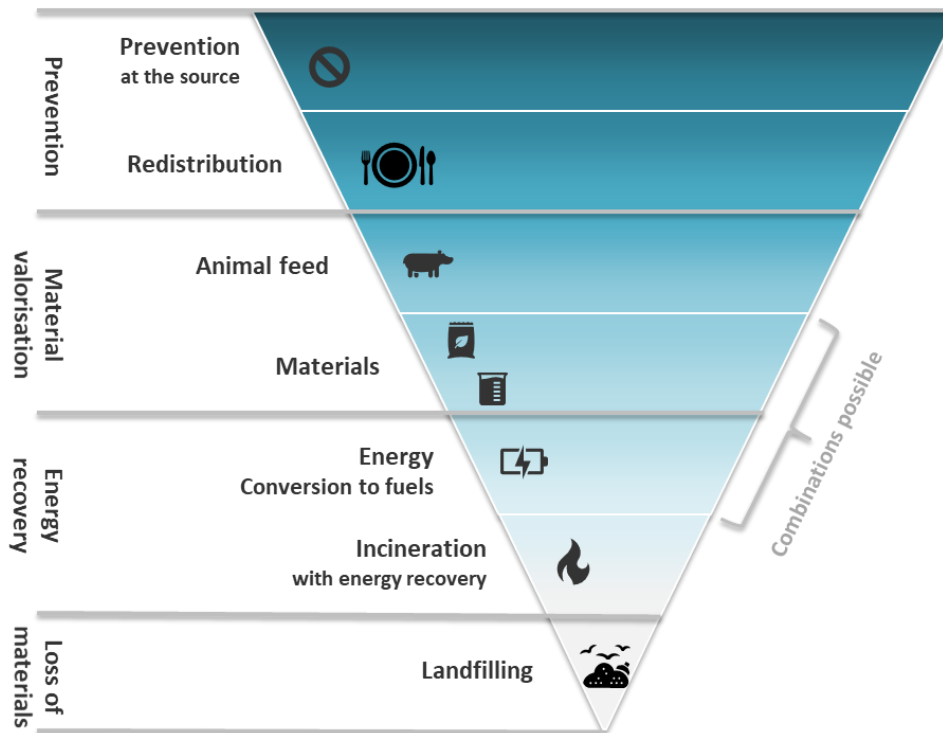 Prevention
Prevention
at the source
Redistribution
Material
valorisation
Animal feed
Materials
Combinations possible
Energy
recovery
Energy
Conversion to fuels
Incineration
with energy recovery
Loss of
materials
Landfilling